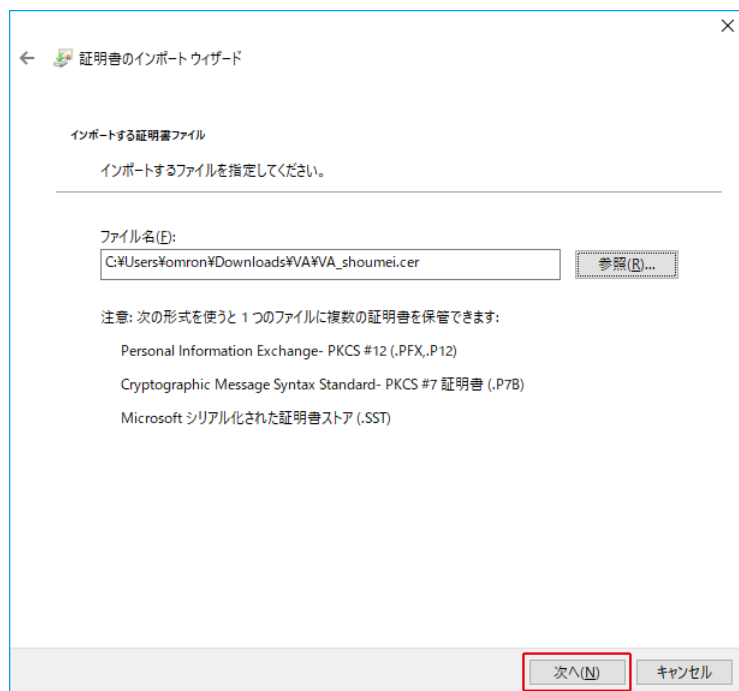 証明書のインポート ウィザード
インポートする証明書ファイル
インポートするファイルを指定してください。
ファイル名(F):
C:¥Users¥omron¥Downloads¥VA¥VA_shoumei.cer
参照(R)...
注意: 次の形式を使うと 1 つのファイルに複数の証明書を保管できます:
Personal Information Exchange- PKCS #12 (.PFX,.P12)
Cryptographic Message Syntax Standard- PKCS #7 証明書 (.P7B)
Microsoft シリアル化された証明書ストア (.SST)
次へ(N)
キャンセル